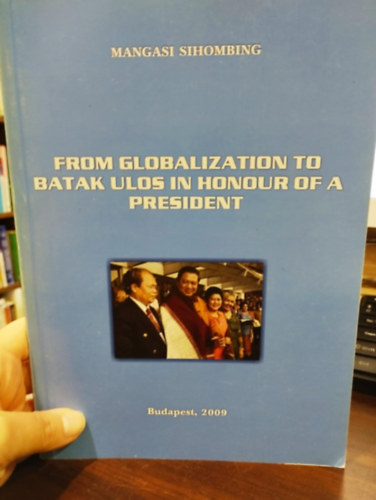 MANGASI SIHOMBING
FROM GLOBALIZATION TO
BATAK ULOS IN HONOUR OF A
PRESIDENT
Budapest, 2009